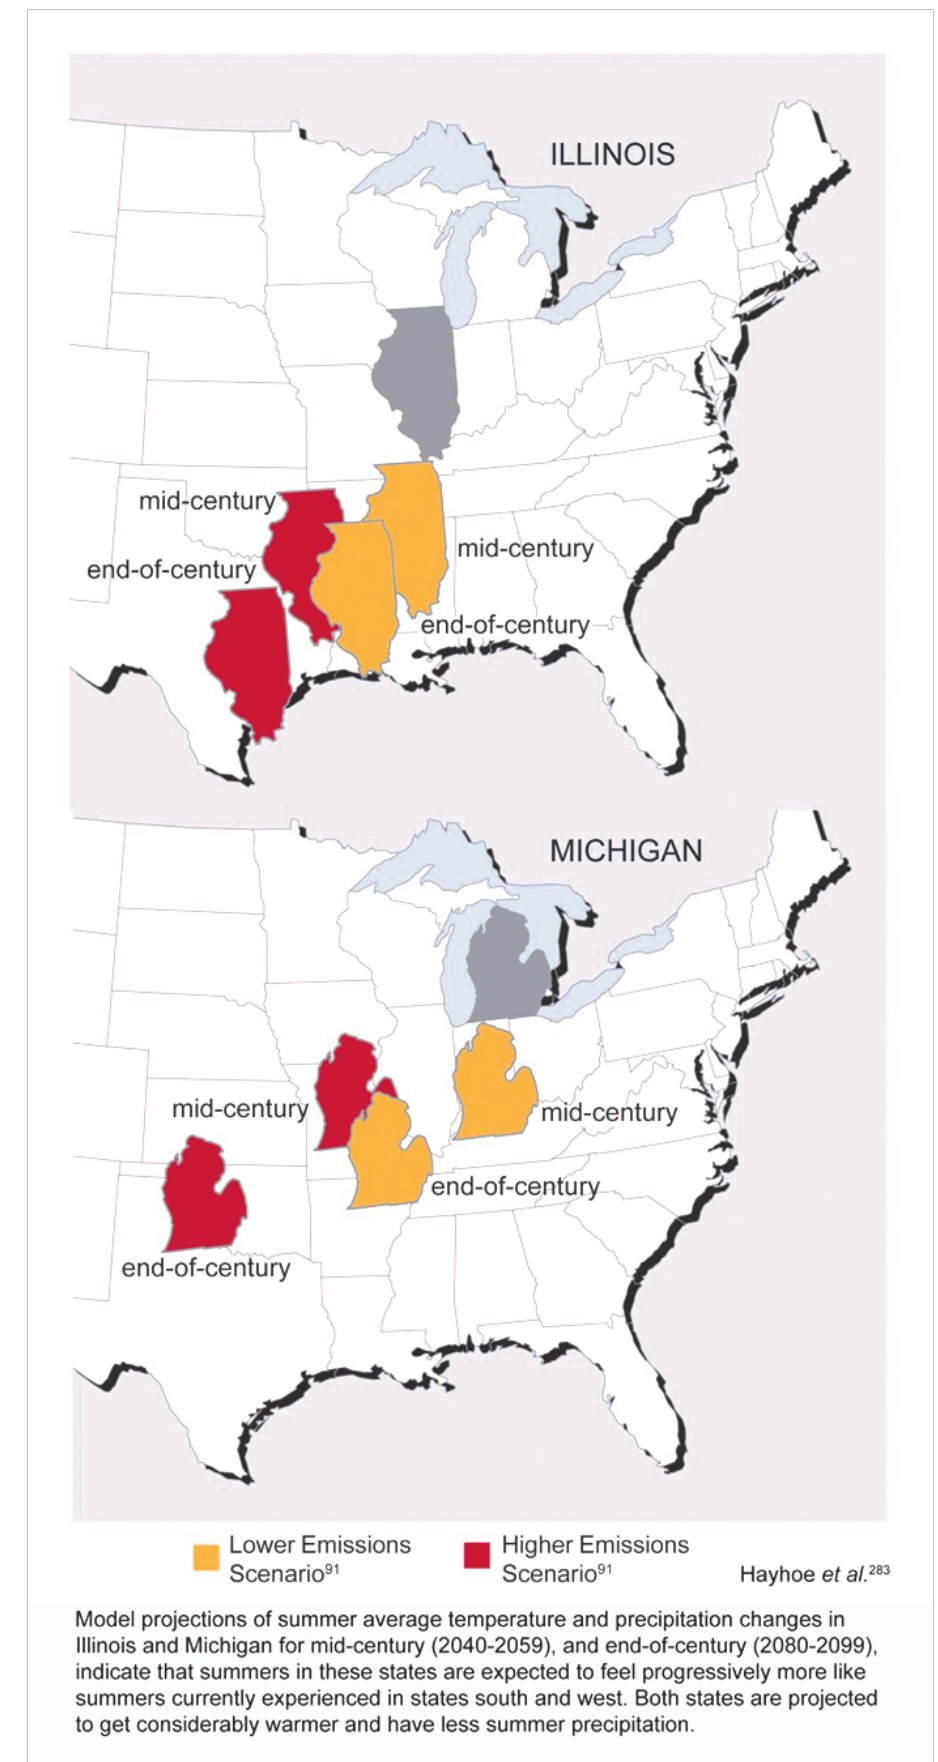 ILLINOIS
mid-century
end-of-century
mid-century
end-of-century
MICHIGAN
mid-century
mid-century
end-of-century
end-of-century
Lower Emissions
Scenario91
Higher Emissions
Scenario91
Hayhoe et al.283
Model projections of summer average temperature and precipitation changes in
Illinois and Michigan for mid-century (2040-2059), and end-of-century (2080-2099),
indicate that summers in these states are expected to feel progressively more like
summers currently experienced in states south and west. Both states are projected
to get considerably warmer and have less summer precipitation.